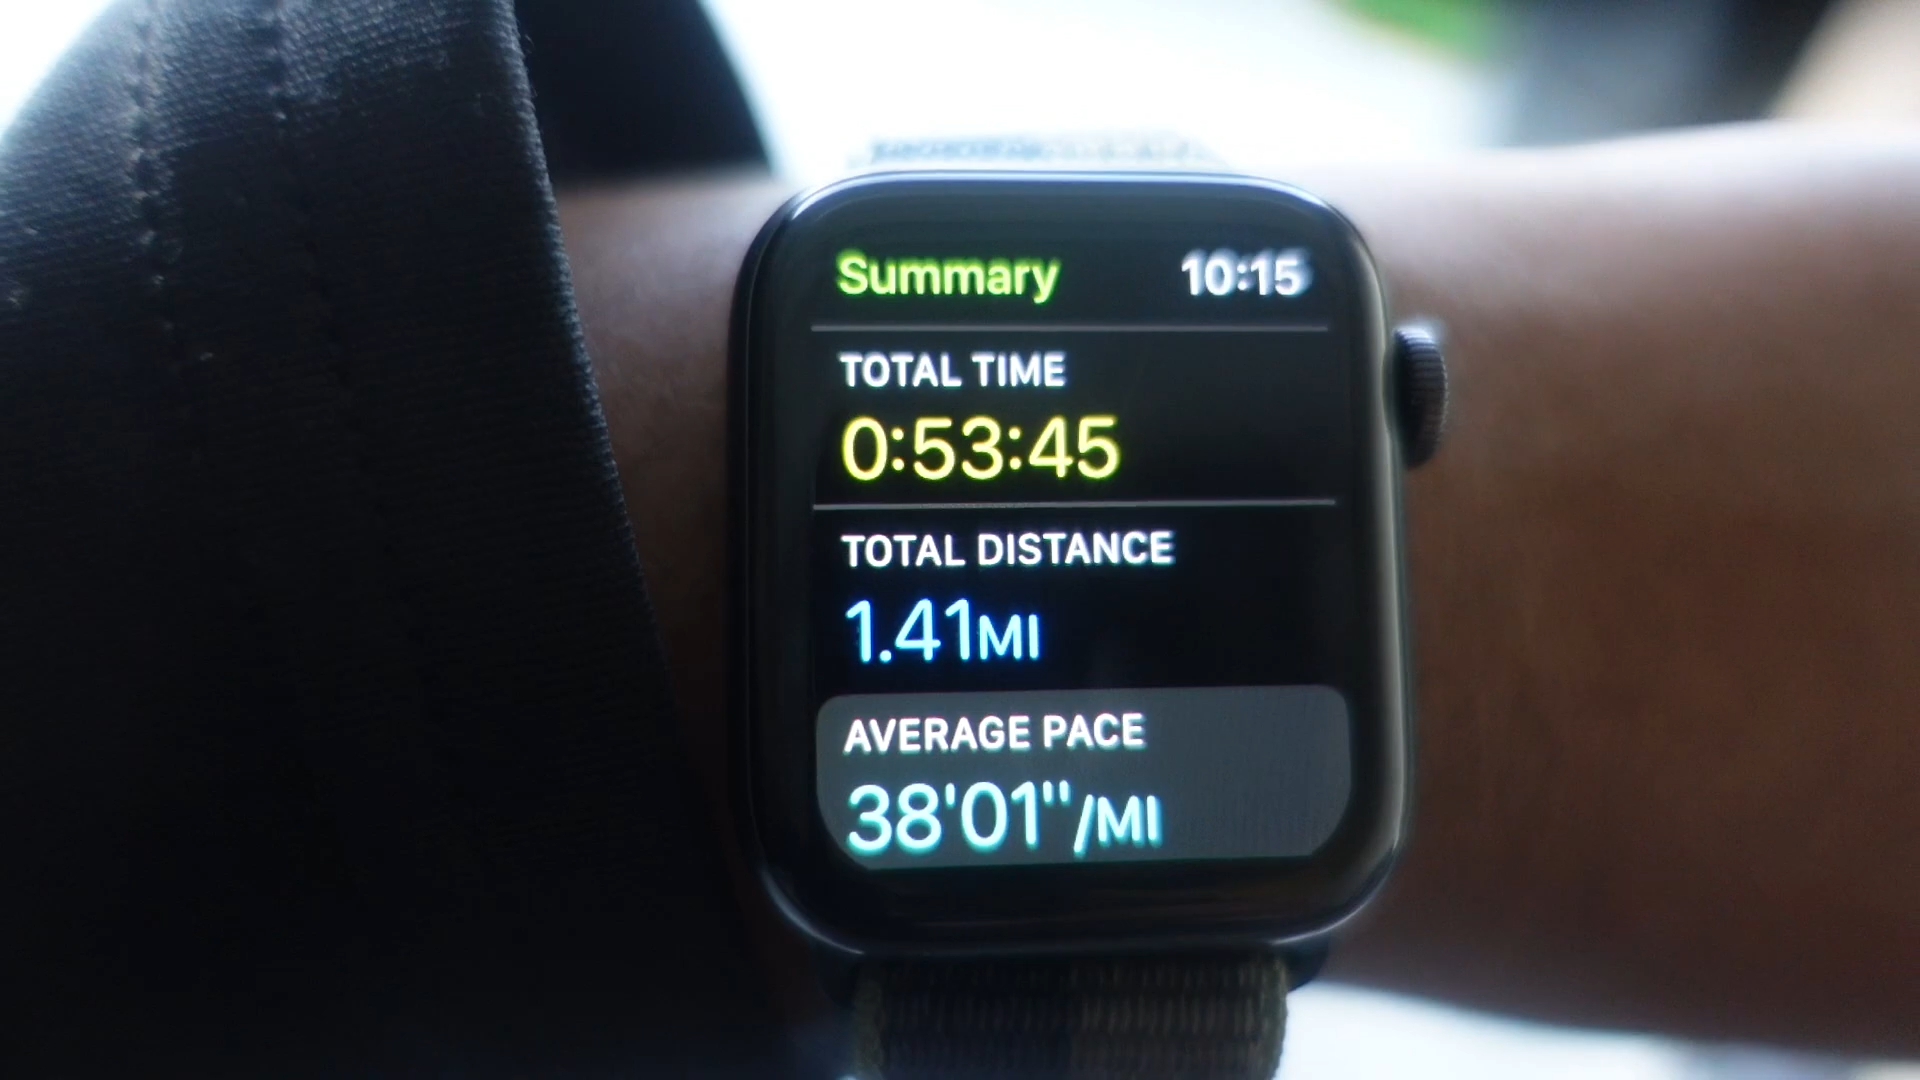 Summary 10:15
TOTAL TIME
0:53:45
TOTAL DISTANCE
1.41MI
AVERAGE PACE
38'01"/MI